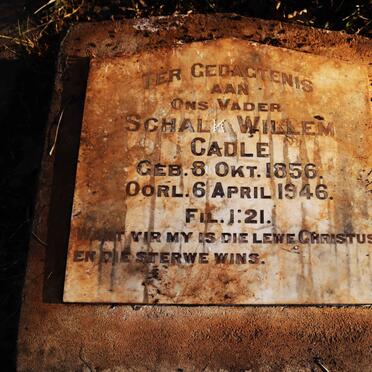 TER GEDAGTENIS
AAN
ONS VADER
SCHALK WILLEM
CADLE
GEB. 8 OKT. 1856.
OORL. 6 APRIL 1946.
FIL. 1:21.
WANT VIR MY IS DIE LEWE CHRISTUS
EN DIE STERWE WINS.